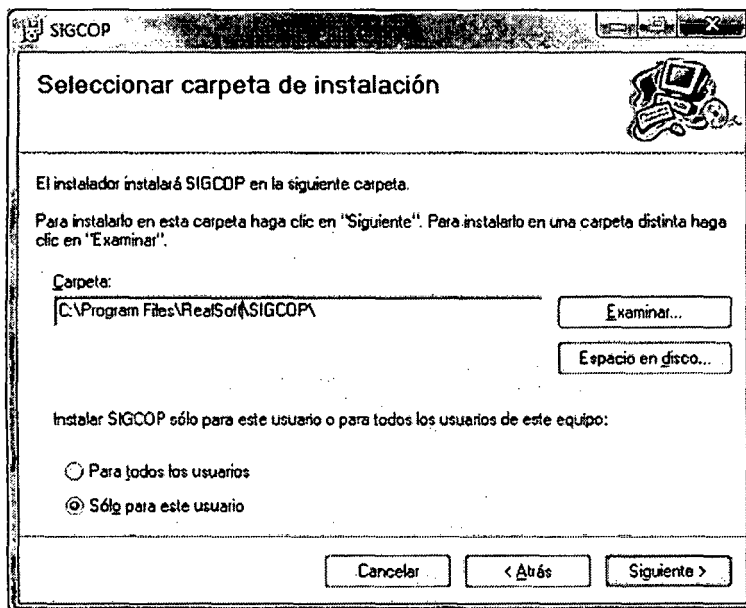 SIGCOP
Seleccionar carpeta de instalación
El instalador instalará SIGCOP en la siguiente carpeta.
Para instalarlo en esta carpeta haga clic en "Siguiente". Para instalarlo en una carpeta distinta haga
clic en "Examinar".
Carpeta:
C:\Program Files\RealSoft\SIGCOP\
Examinar...
Espacio en disco...
Instalar SIGCOP sólo para este usuario o para todos los usuarios de este equipo:
Para todos los usuarios
Sólo para este usuario
Cancelar
< Atrás
Siguiente >